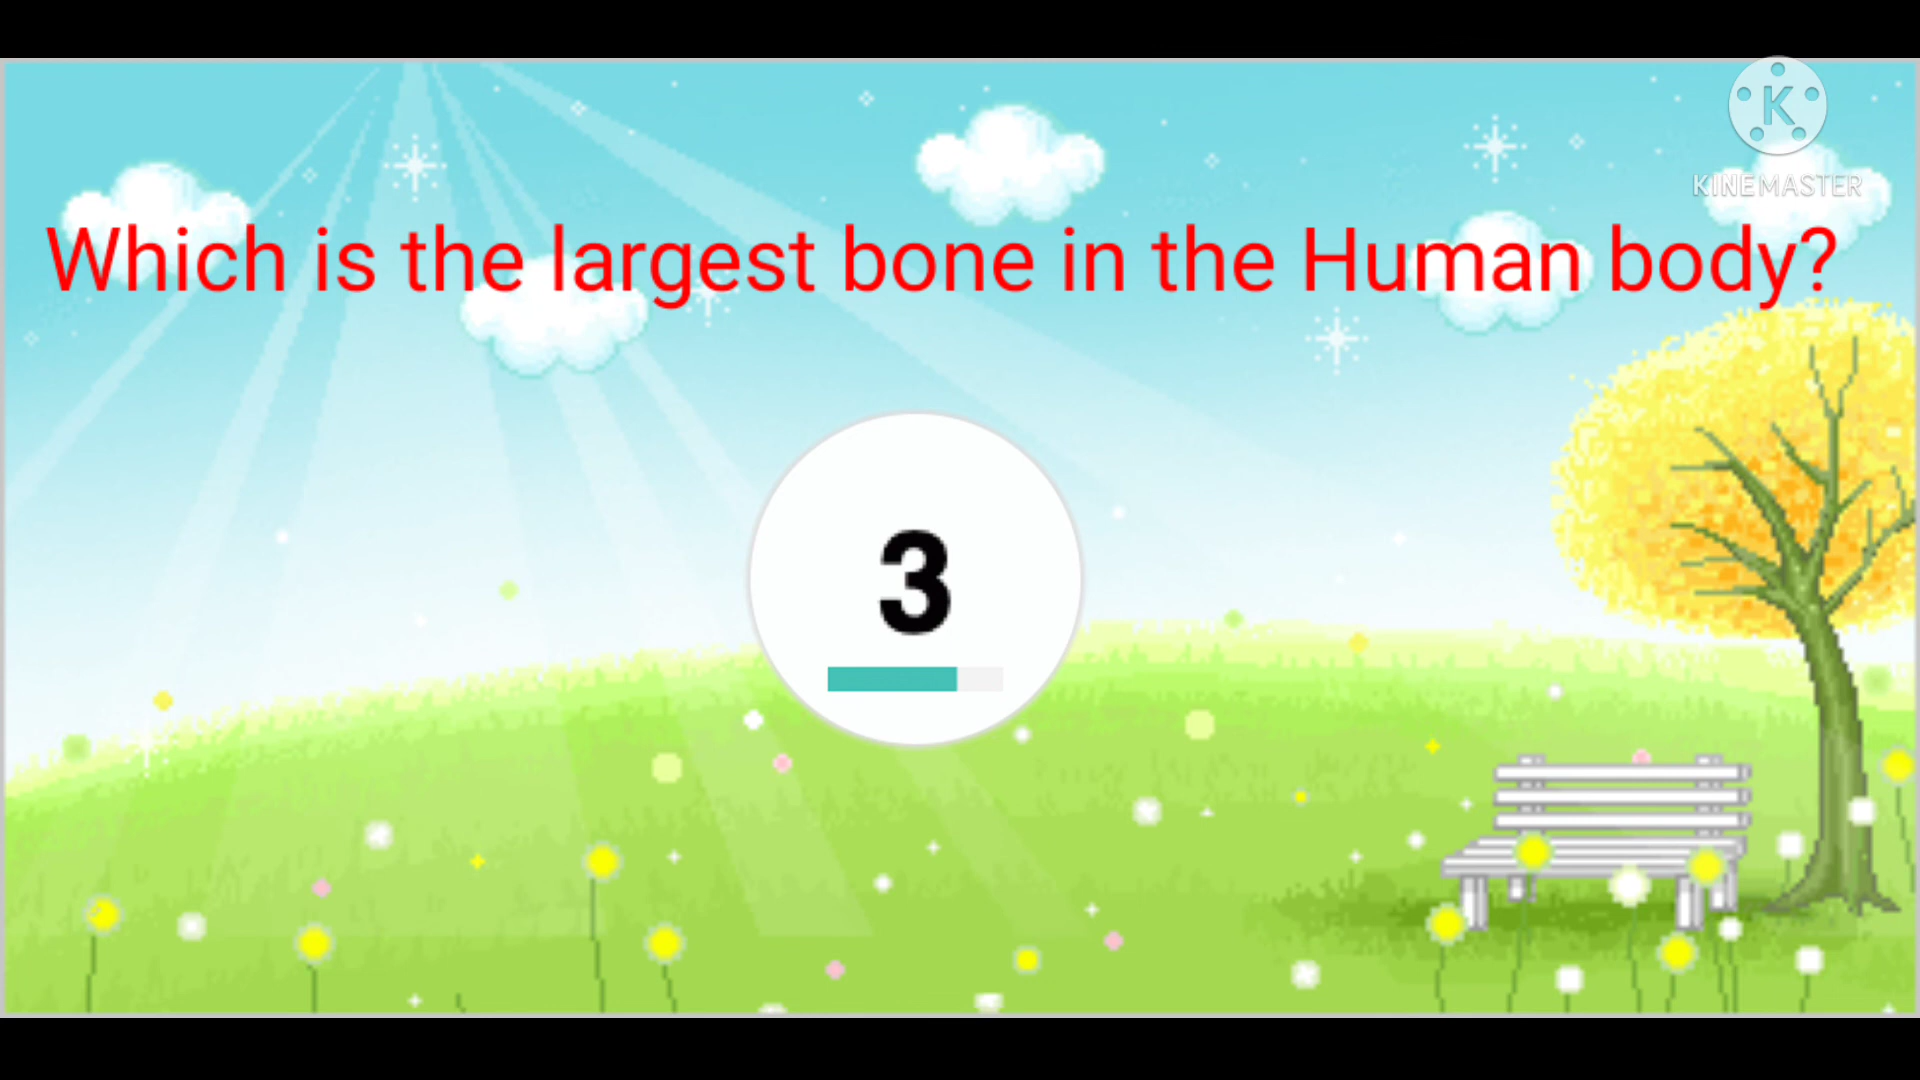 K
KINEMASTER
Which is the largest bone in the Human body?
3